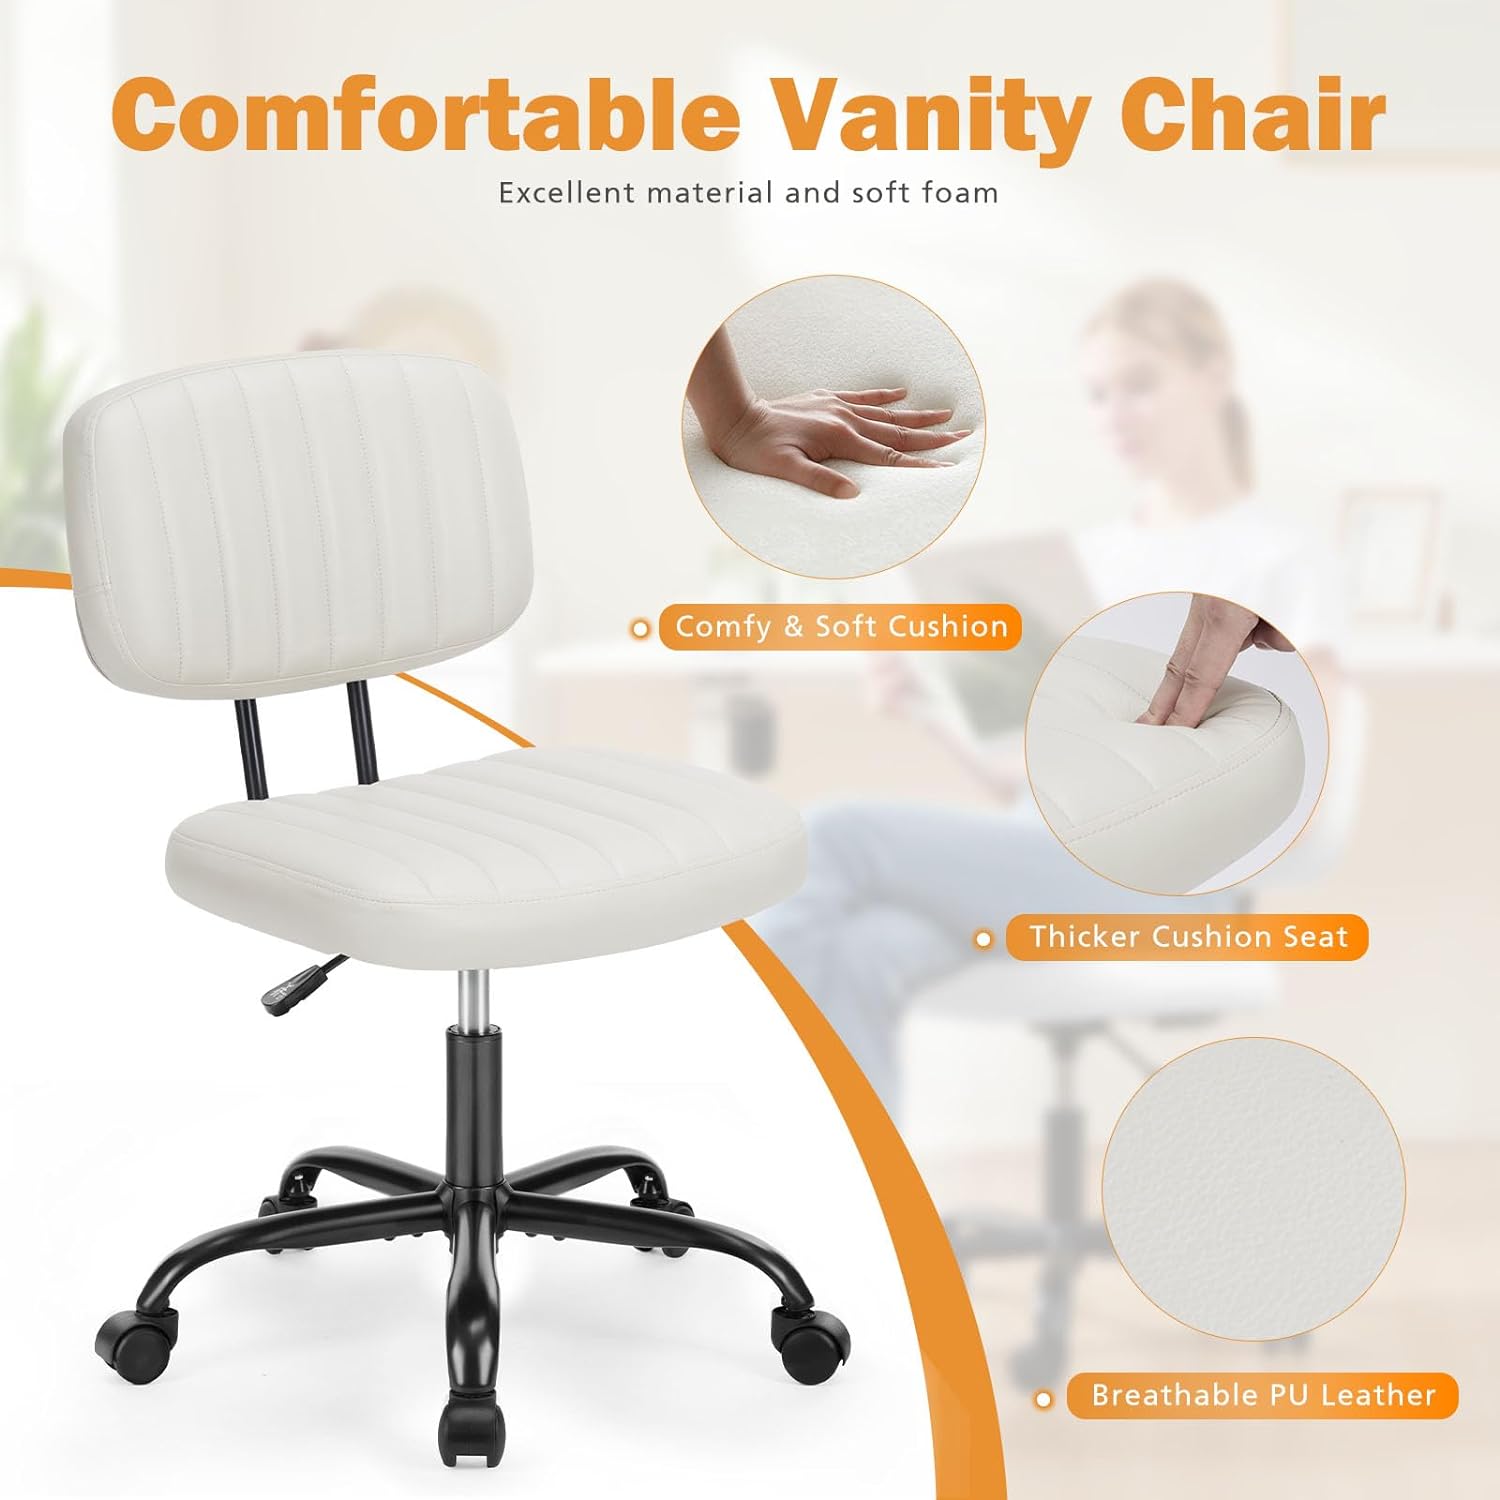 Comfortable Vanity Chair
Excellent material and soft foam
Comfy & Soft Cushion
Thicker Cushion Seat
Breathable PU Leather